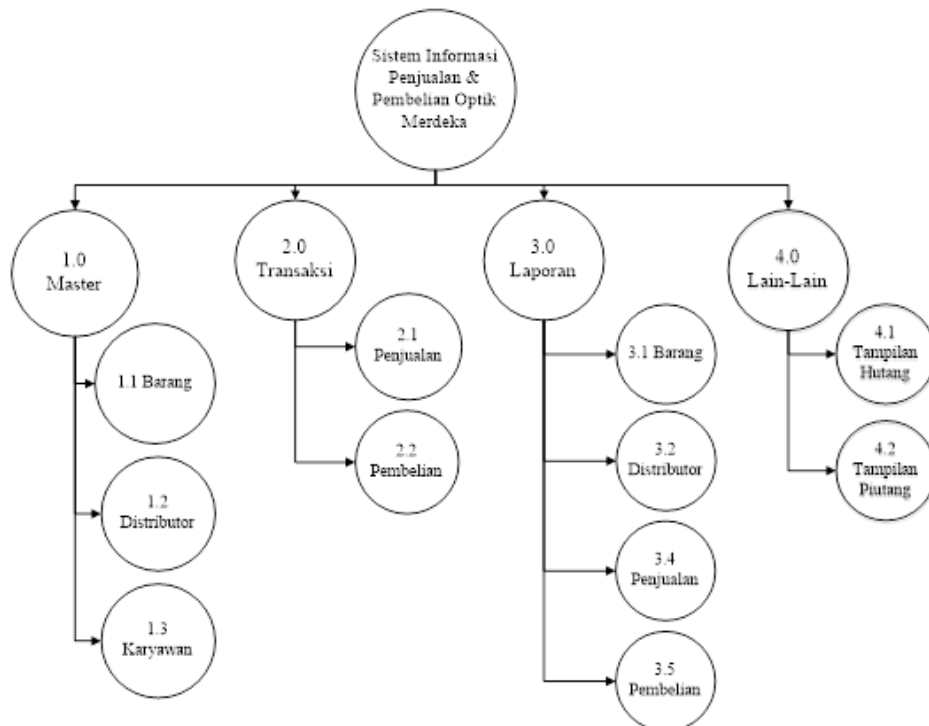 Sistem Informasi
Penjualan &
Pembelian Optik
Merdeka
1.0
Master
2.0
Transaksi
3.0
Laporan
4.0
Lain-Lain
1.1 Barang
1.2
Distributor
1.3
Karyawan
2.1
Penjualan
2.2
Pembelian
3.1 Barang
3.2
Distributor
3.4
Penjualan
3.5
Pembelian
4.1
Tampilan
Hutang
4.2
Tampilan
Piutang